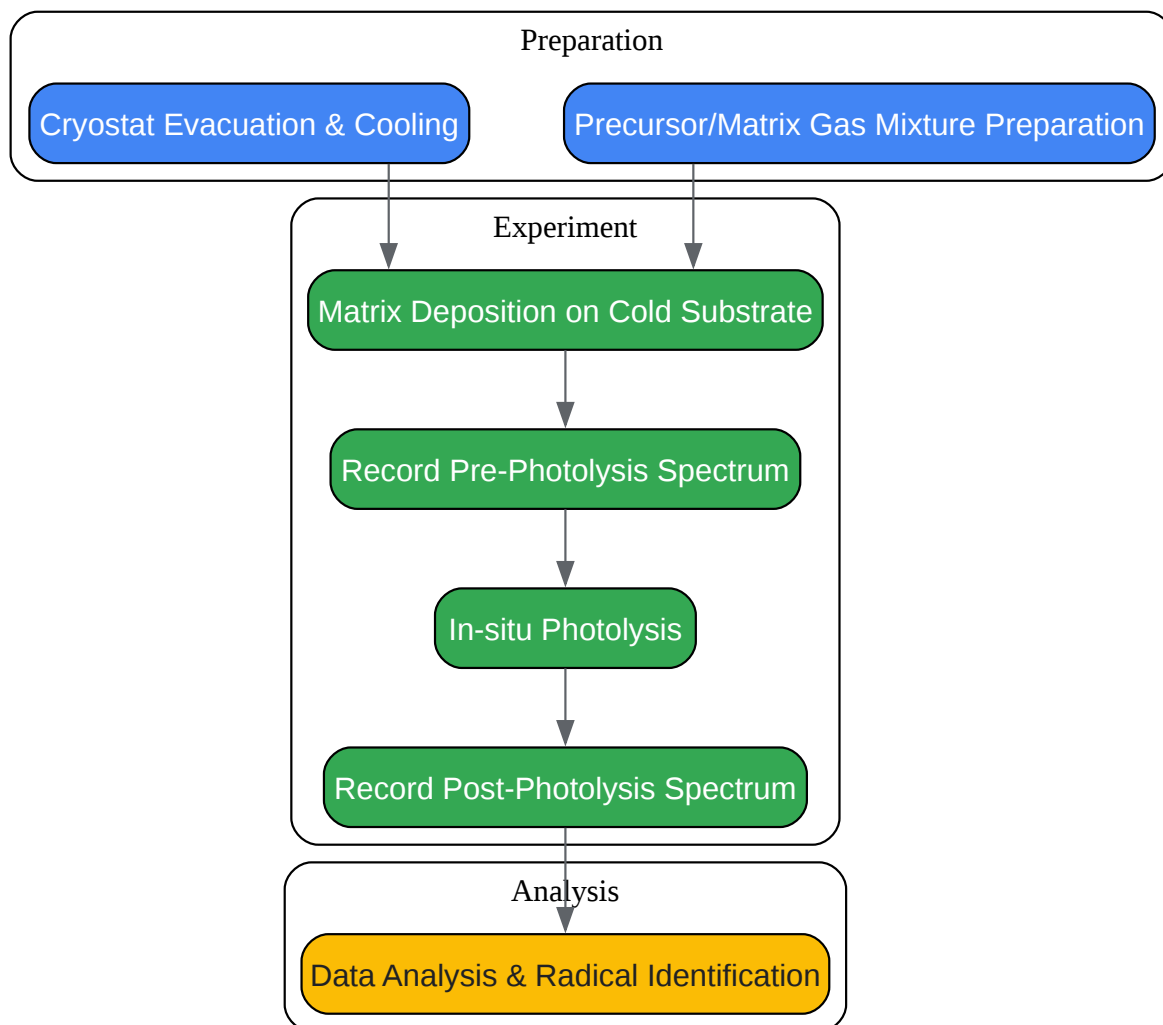 Preparation
Cryostat Evacuation & Cooling
Precursor/Matrix Gas Mixture Preparation
Experiment
Matrix Deposition on Cold Substrate
Record Pre-Photolysis Spectrum
In-situ Photolysis
Record Post-Photolysis Spectrum
Analysis
Data Analysis & Radical Identification